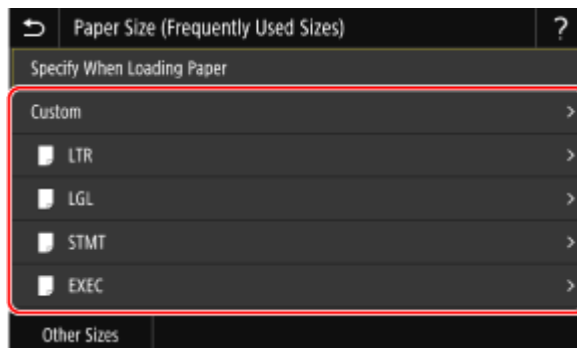 Paper Size (Frequently Used Sizes) ?
Specify When Loading Paper
Custom
LTR
LGL
STMT
EXEC
Other Sizes